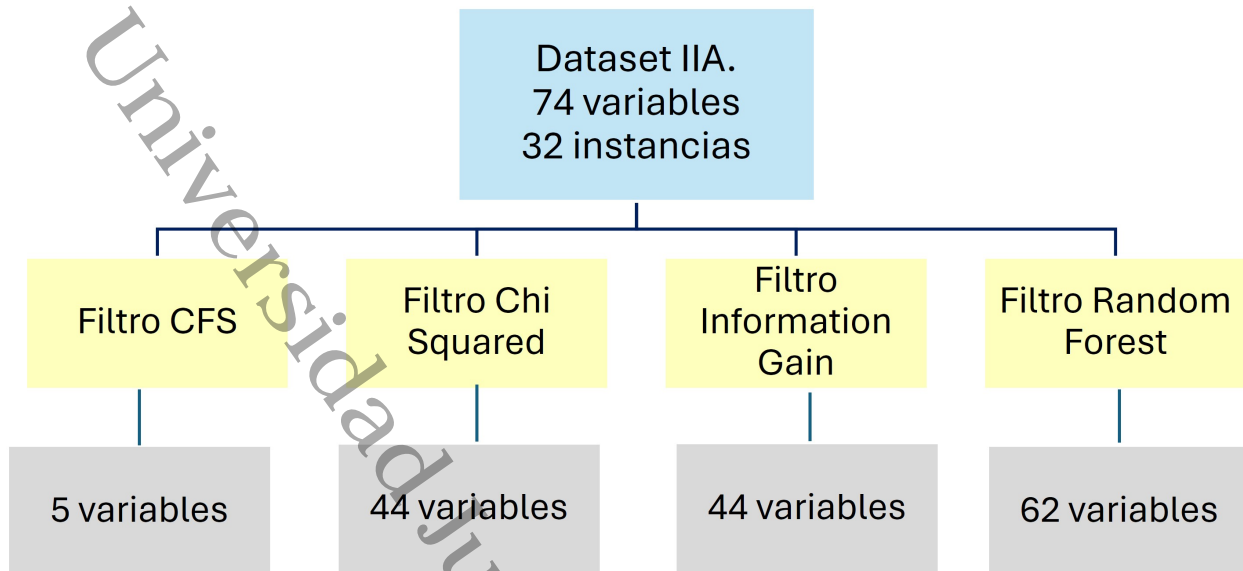 Dataset IIA.
74 variables
32 instancias
Filtro CFS
Filtro Chi
Squared
Filtro
Information
Gain
Filtro Random
Forest
5 variables
44 variables
44 variables
62 variables
Universidad Ju